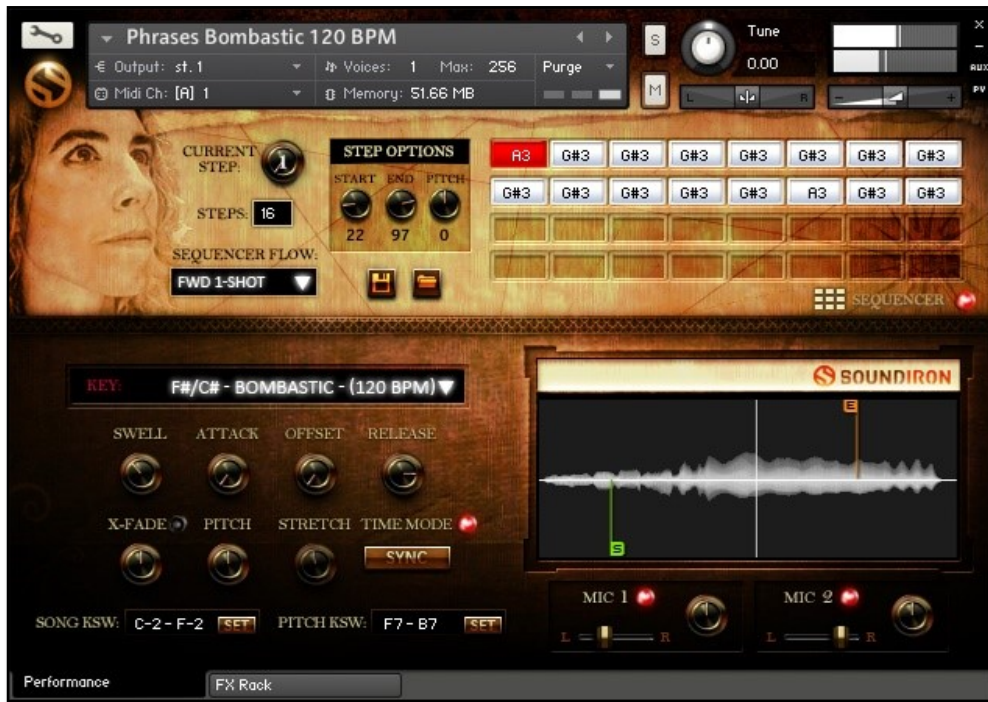 Phrases Bombastic 120 BPM
Output: st.1
Voices: 1 Max: 256
Purge
Midi Ch: [A] 1
Memory: 51.66 MB
S
M
Tune
0.00
L R
- +
X
-
AUX
PV
CURRENT STEP:
1
STEPS: 16
SEQUENCER FLOW:
FWD 1-SHOT
STEP OPTIONS
START END PITCH
22 97 0
A3 G#3 G#3 G#3 G#3 G#3 G#3 G#3
G#3 G#3 G#3 G#3 G#3 A3 G#3 G#3
SEQUENCER
KEY: F#/C# - BOMBASTIC - (120 BPM)
SWELL ATTACK OFFSET RELEASE
X-FADE PITCH STRETCH TIME MODE
SYNC
SONG KSW: C-2 - F-2 SET
PITCH KSW: F7 - B7 SET
SOUNDIRON
E
S
MIC 1
L R
MIC 2
L R
Performance
FX Rack